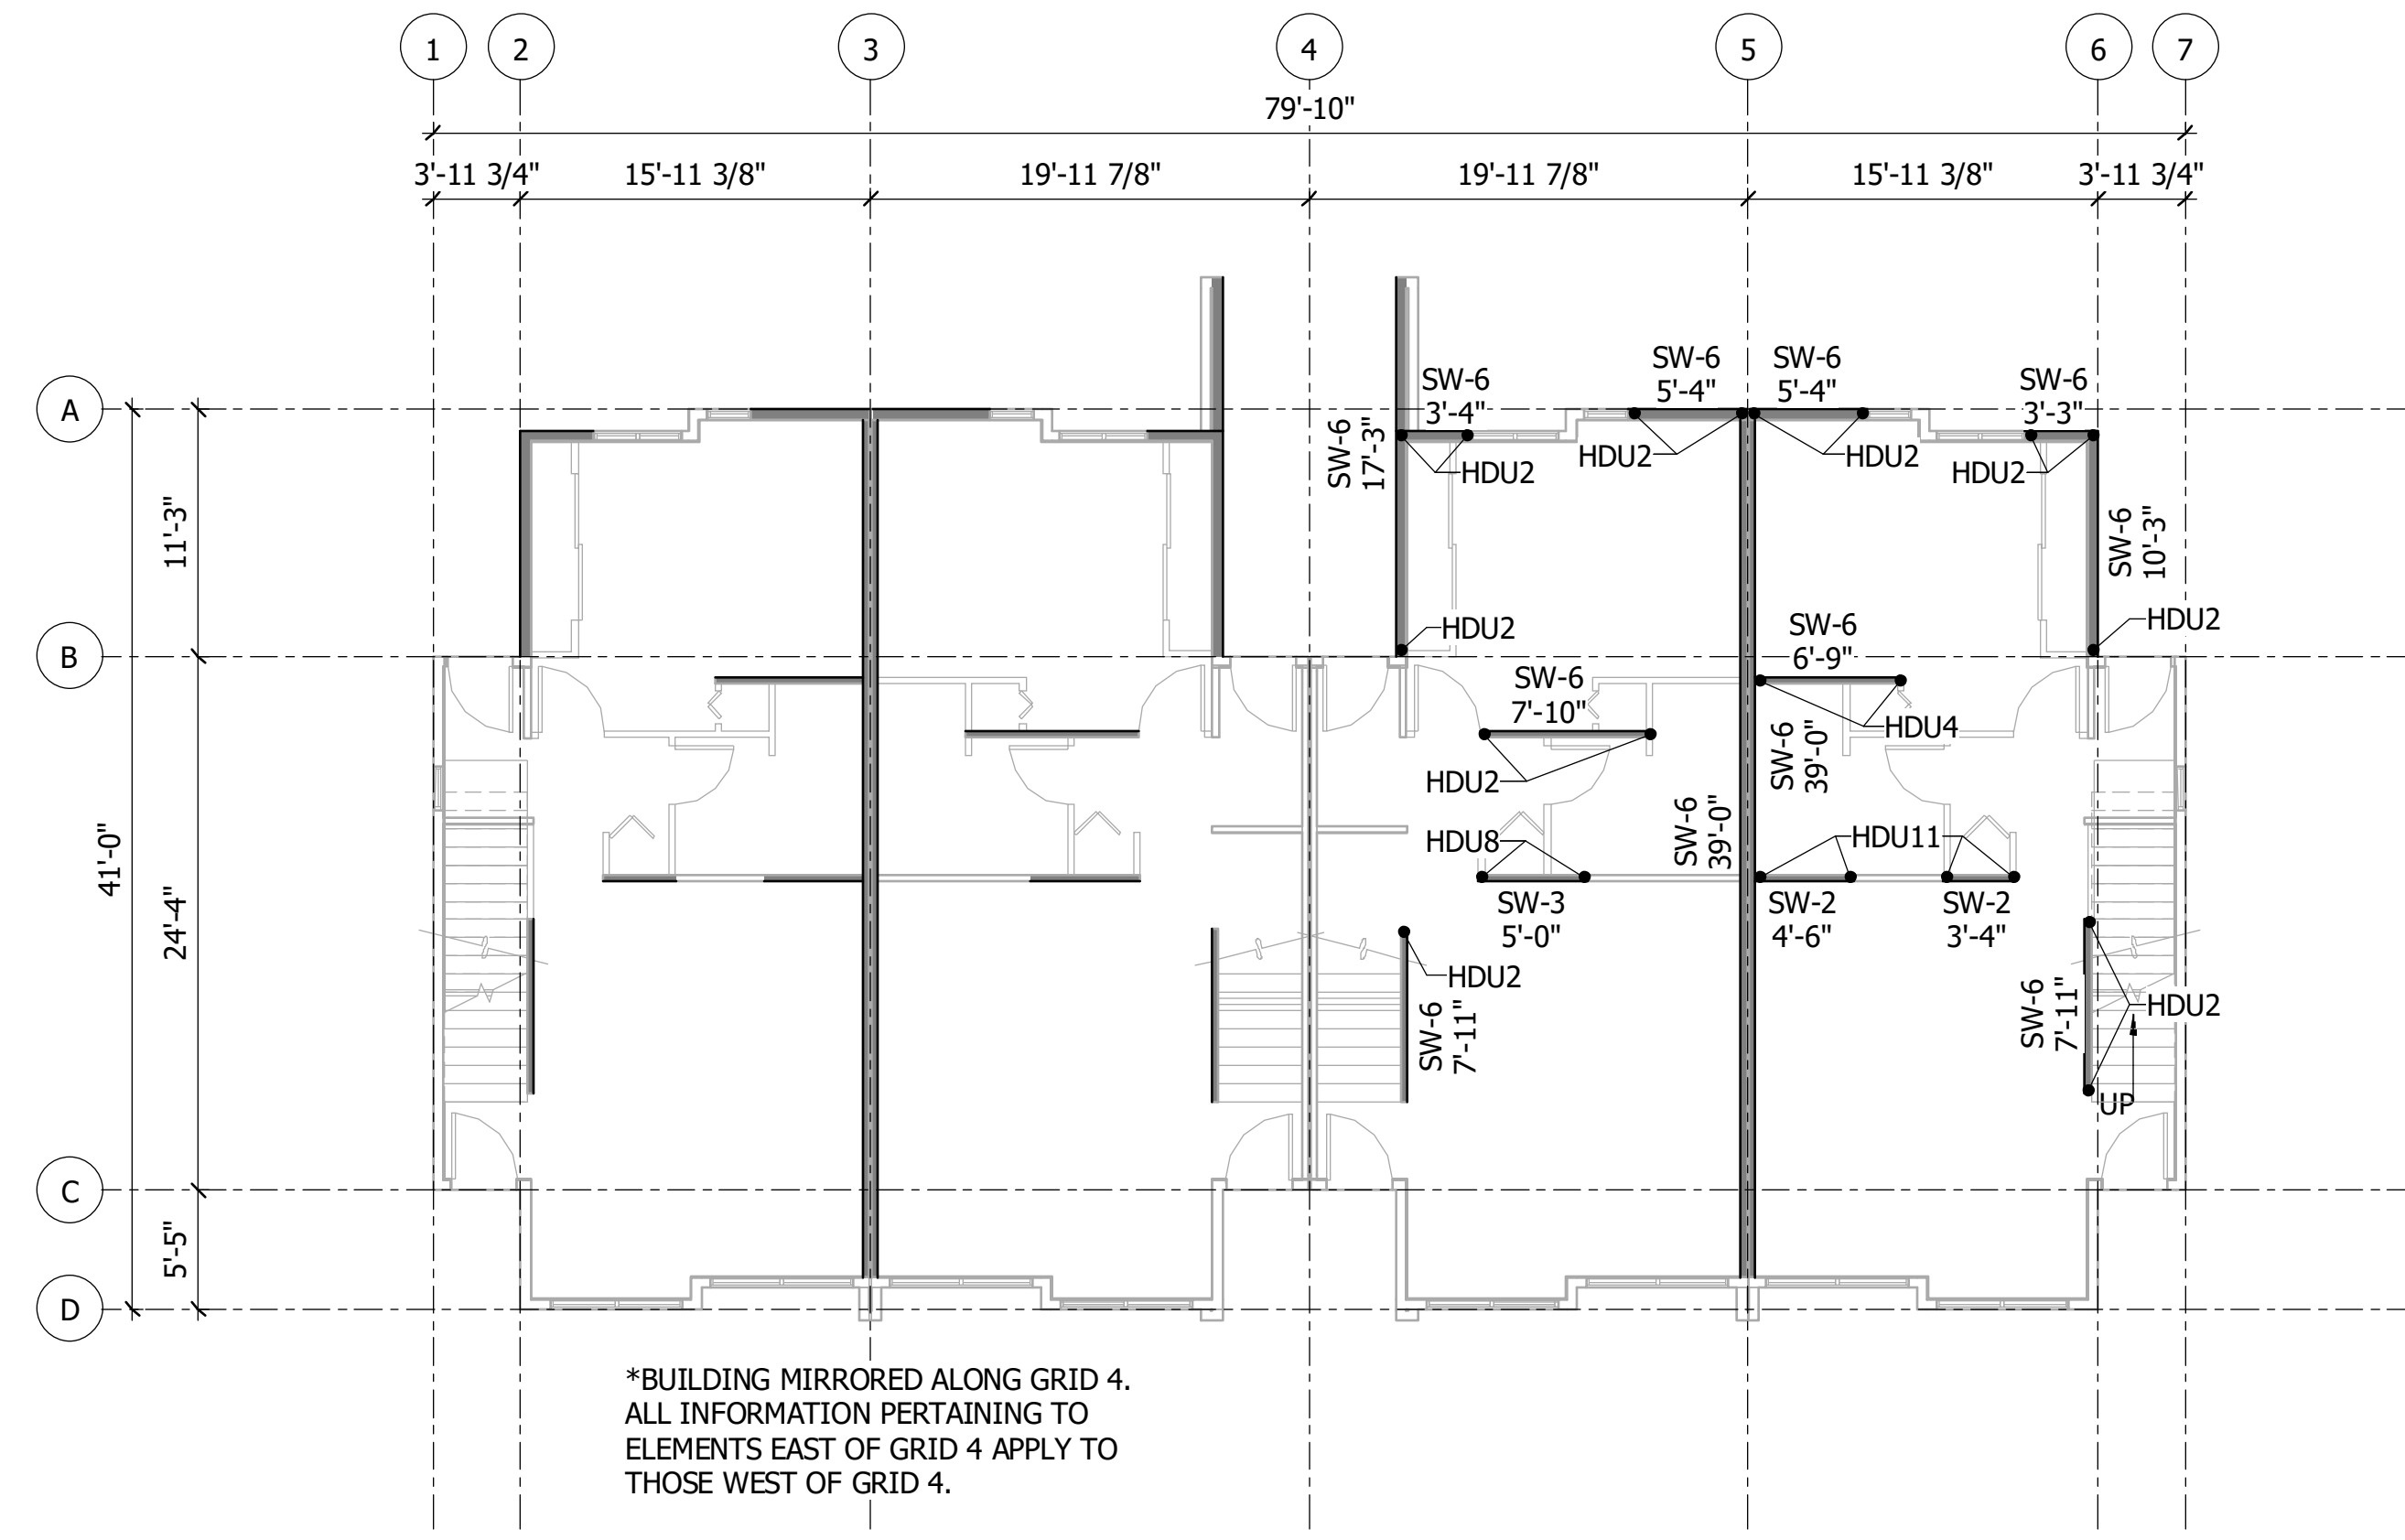 1
2
3
4
5
6
7
79'-10"
3'-11 3/4"
15'-11 3/8"
19'-11 7/8"
19'-11 7/8"
15'-11 3/8"
3'-11 3/4"
A
B
C
D
41'-0"
11'-3"
24'-4"
5'-5"
SW-6
3'-4"
SW-6
5'-4"
SW-6
5'-4"
SW-6
3'-3"
SW-6
17'-3"
HDU2
HDU2
HDU2
HDU2
SW-6
10'-3"
HDU2
HDU2
SW-6
6'-9"
SW-6
7'-10"
HDU4
SW-6
39'-0"
HDU2
SW-6
39'-0"
HDU8
HDU11
SW-3
5'-0"
SW-2
4'-6"
SW-2
3'-4"
HDU2
SW-6
7'-11"
SW-6
7'-11"
HDU2
UP
*BUILDING MIRRORED ALONG GRID 4.
ALL INFORMATION PERTAINING TO
ELEMENTS EAST OF GRID 4 APPLY TO
THOSE WEST OF GRID 4.